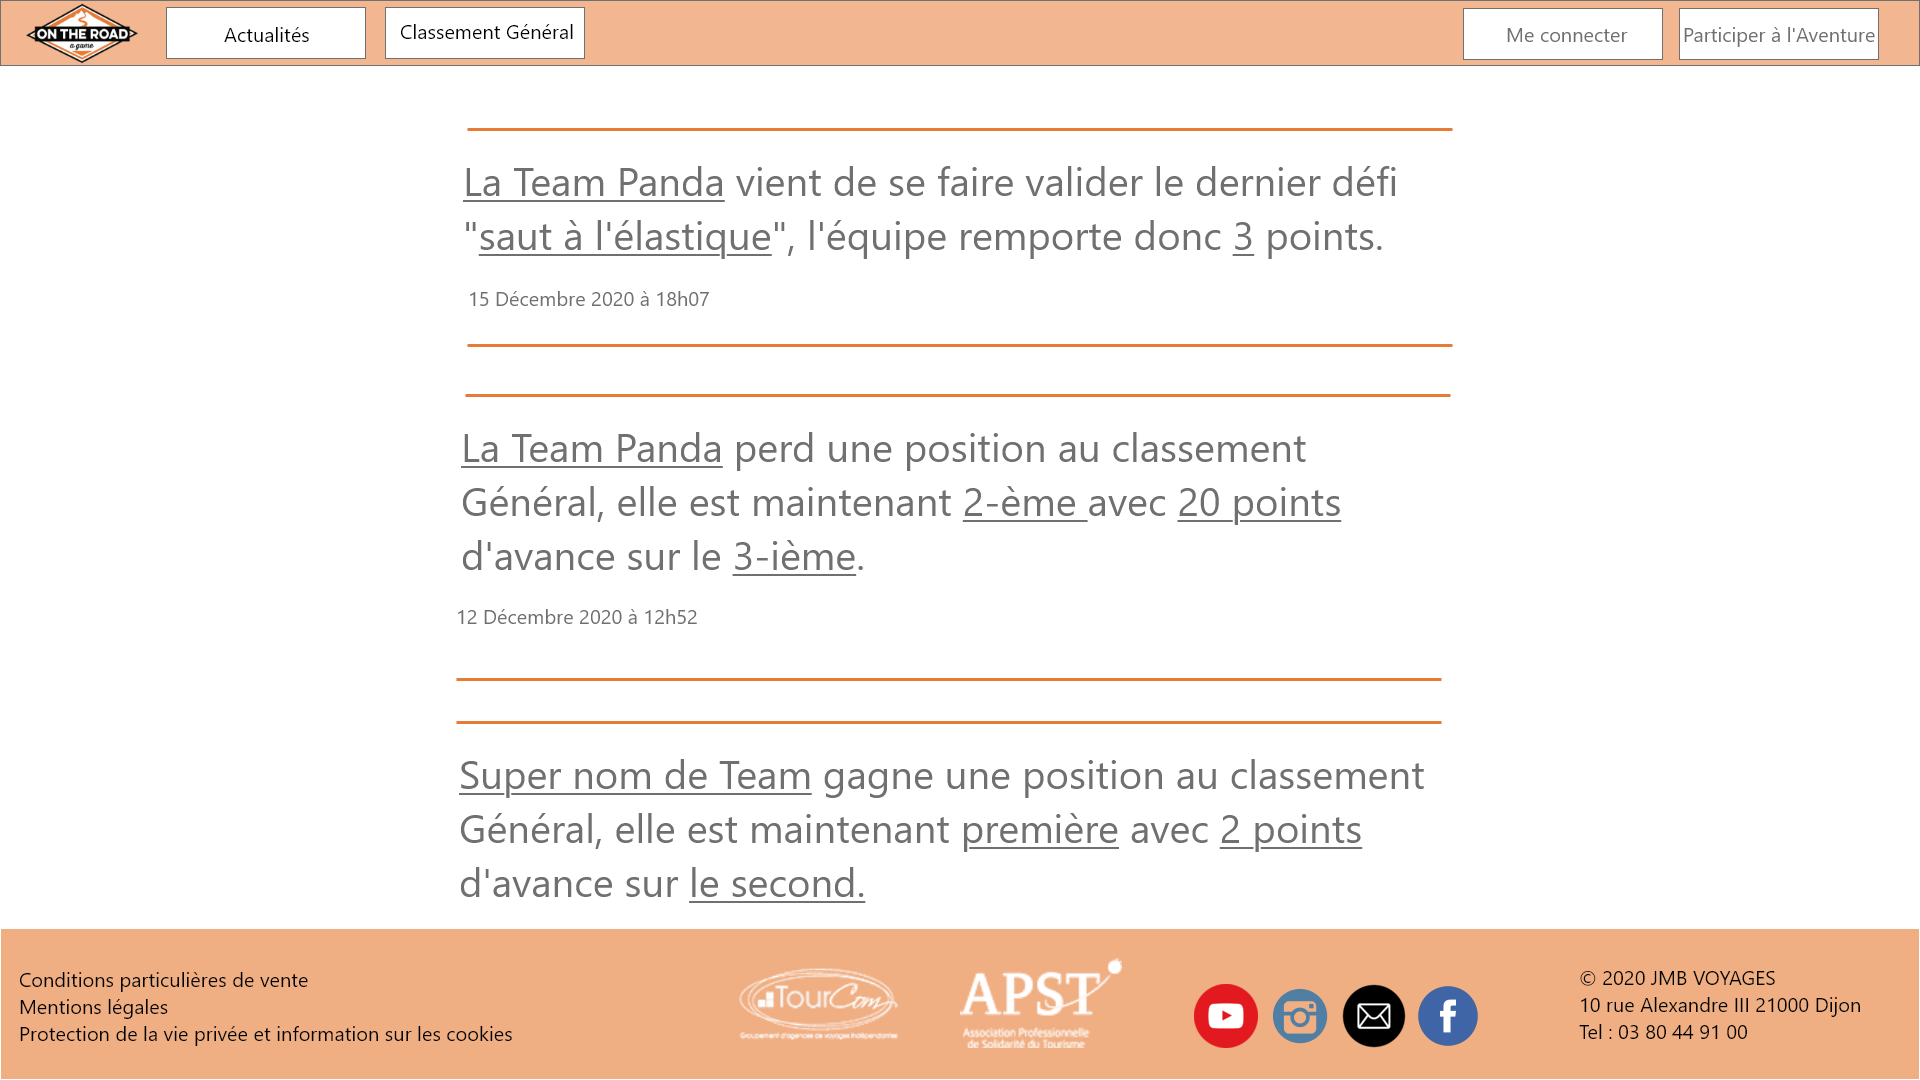 ON THE ROAD
a game
Actualités
Classement Général
Me connecter
Participer à l'Aventure
La Team Panda vient de se faire valider le dernier défi
"saut à l'élastique", l'équipe remporte donc 3 points.
15 Décembre 2020 à 18h07
La Team Panda perd une position au classement
Général, elle est maintenant 2-ème avec 20 points
d'avance sur le 3-ième.
12 Décembre 2020 à 12h52
Super nom de Team gagne une position au classement
Général, elle est maintenant première avec 2 points
d'avance sur le second.
Conditions particulières de vente
Mentions légales
Protection de la vie privée et information sur les cookies
TourCom
Groupement d'agences de voyages indépendantes
APST
Association Professionnelle
de Solidarité du Tourisme
© 2020 JMB VOYAGES
10 rue Alexandre III 21000 Dijon
Tel : 03 80 44 91 00